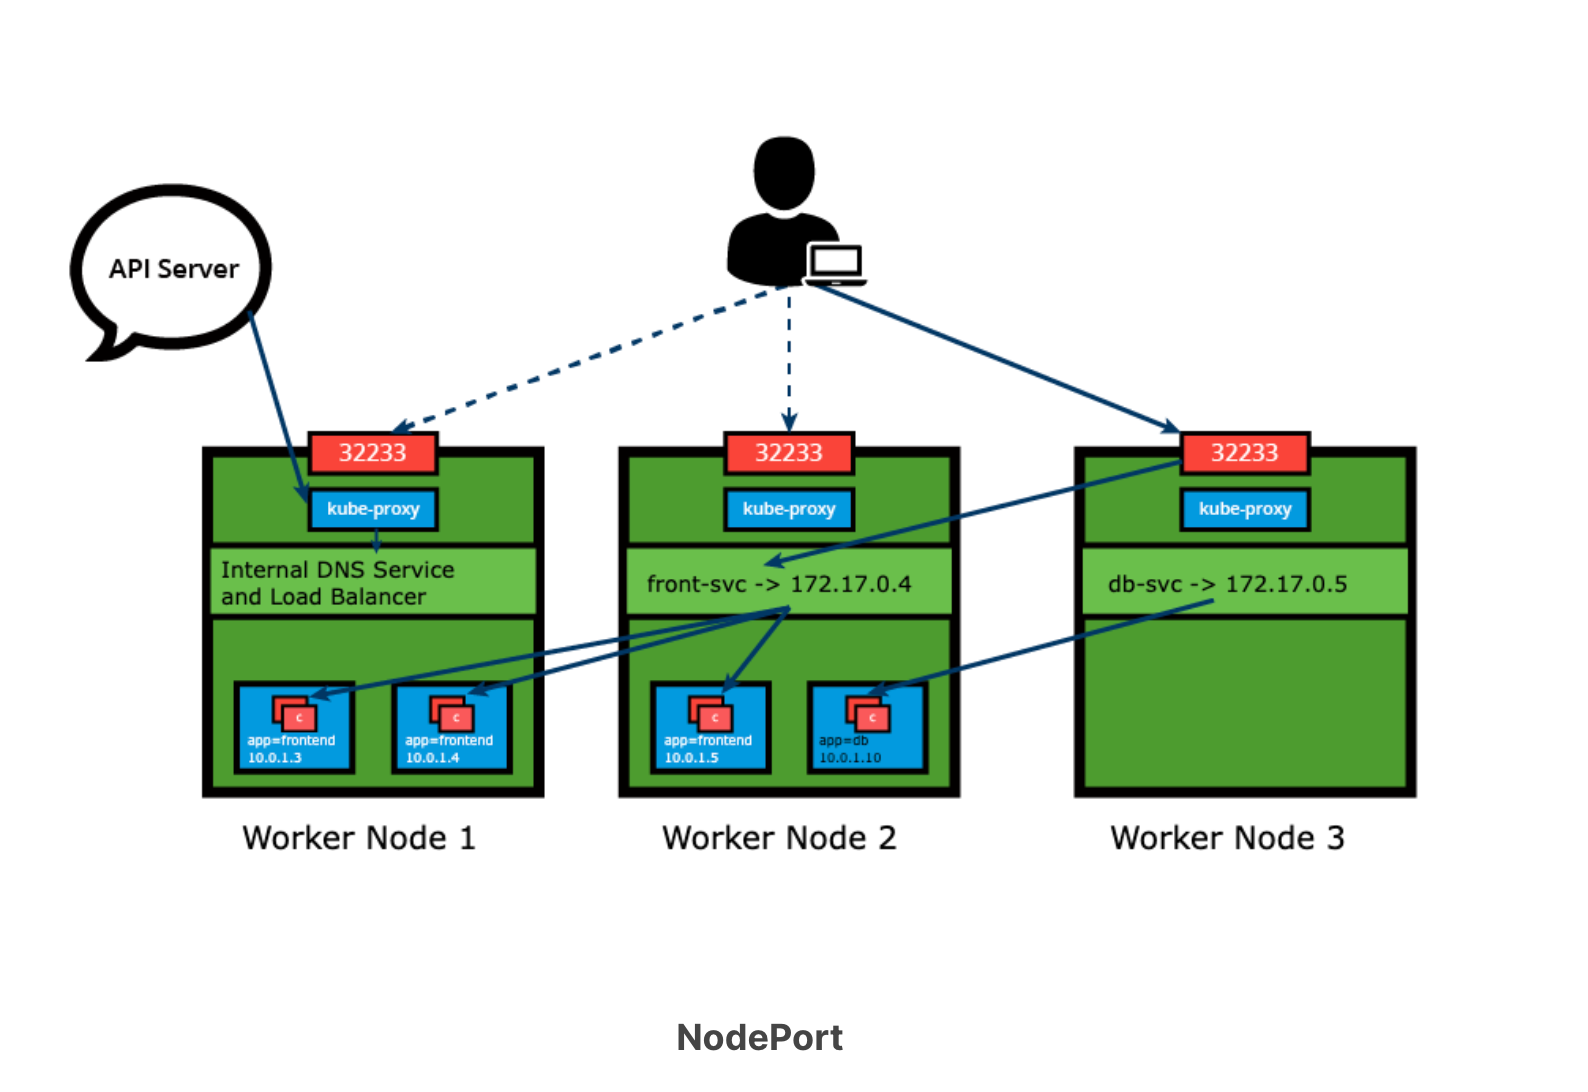 API Server
32233
32233
32233
kube-proxy
kube-proxy
kube-proxy
Internal DNS Service
and Load Balancer
front-svc -> 172.17.0.4
db-svc -> 172.17.0.5
c
app=frontend
10.0.1.3
c
app=frontend
10.0.1.4
c
app=frontend
10.0.1.5
c
app=db
10.0.1.10
Worker Node 1
Worker Node 2
Worker Node 3
NodePort